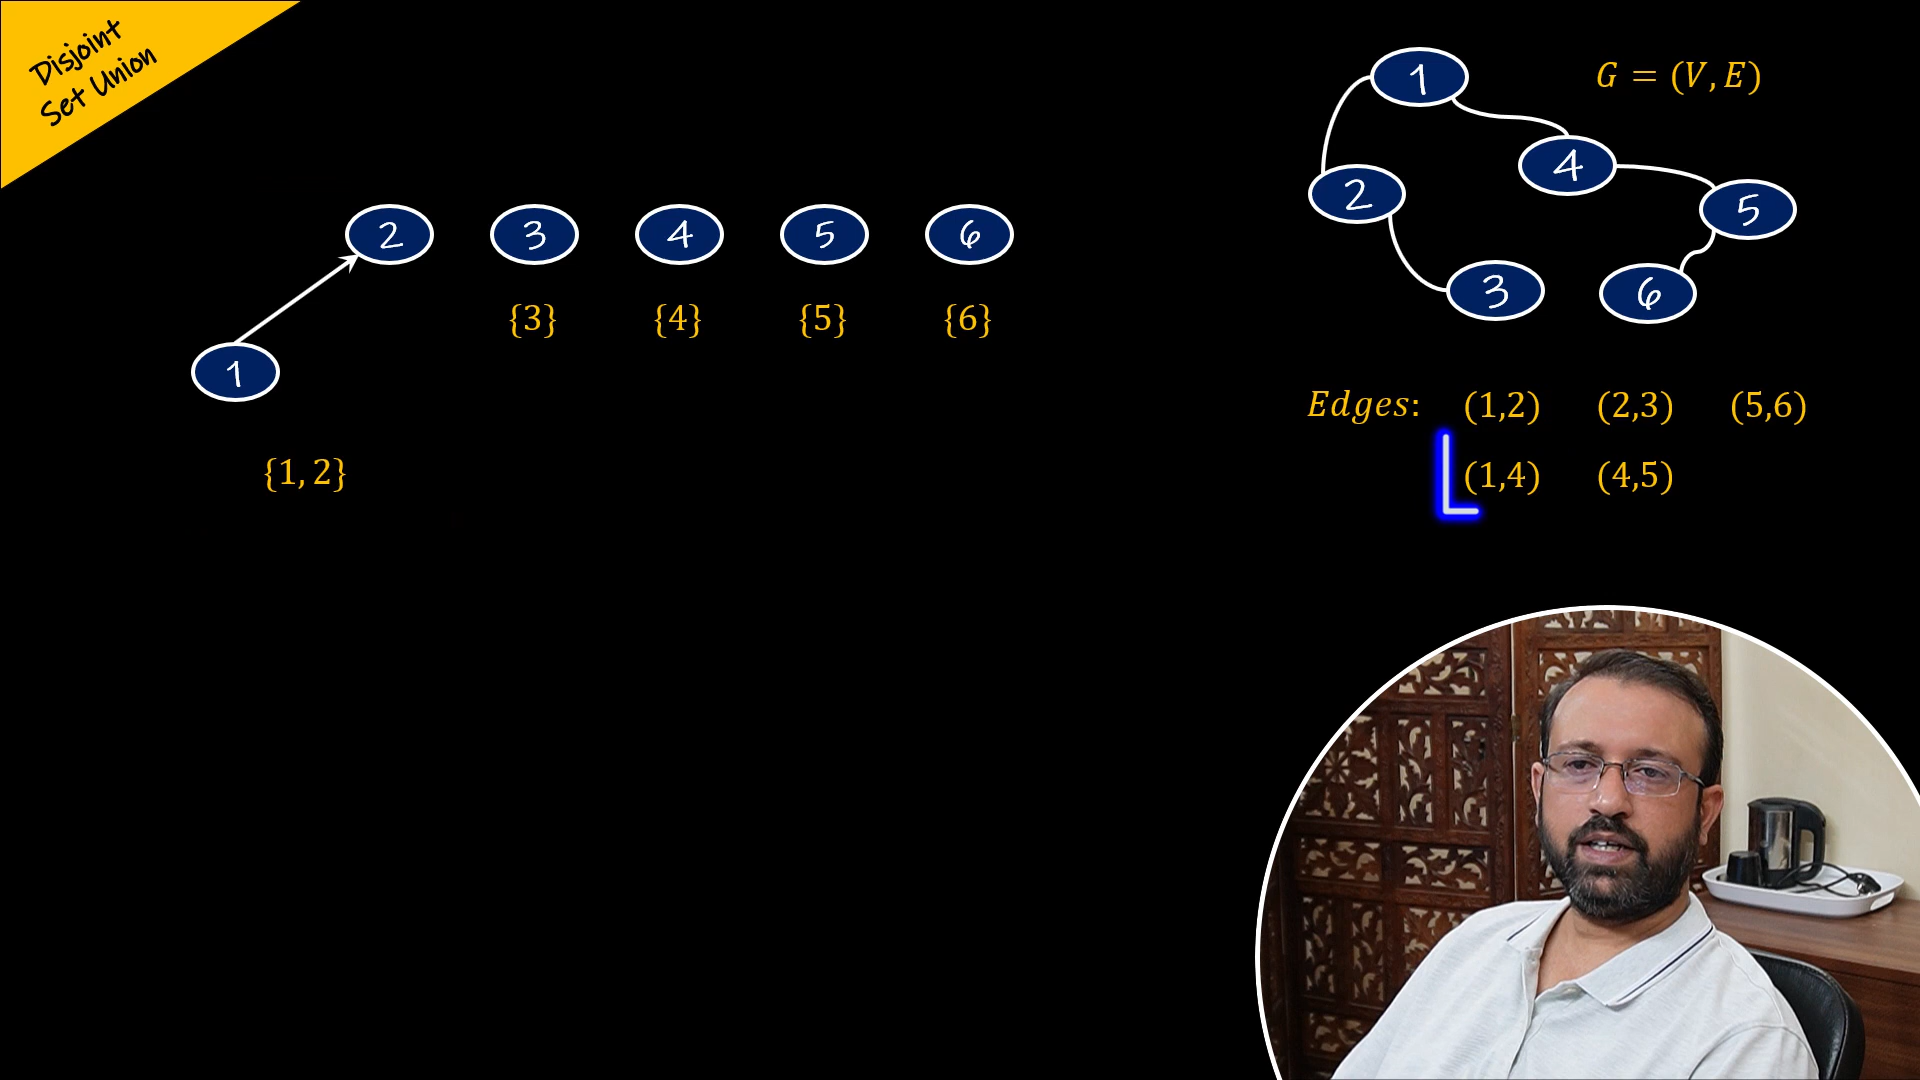 Disjoint
Set Union
1
G = (V, E)
4
2
5
3
6
2 3 4 5 6
{3} {4} {5} {6}
1
{1, 2}
Edges: (1,2) (2,3) (5,6)
(1,4) (4,5)